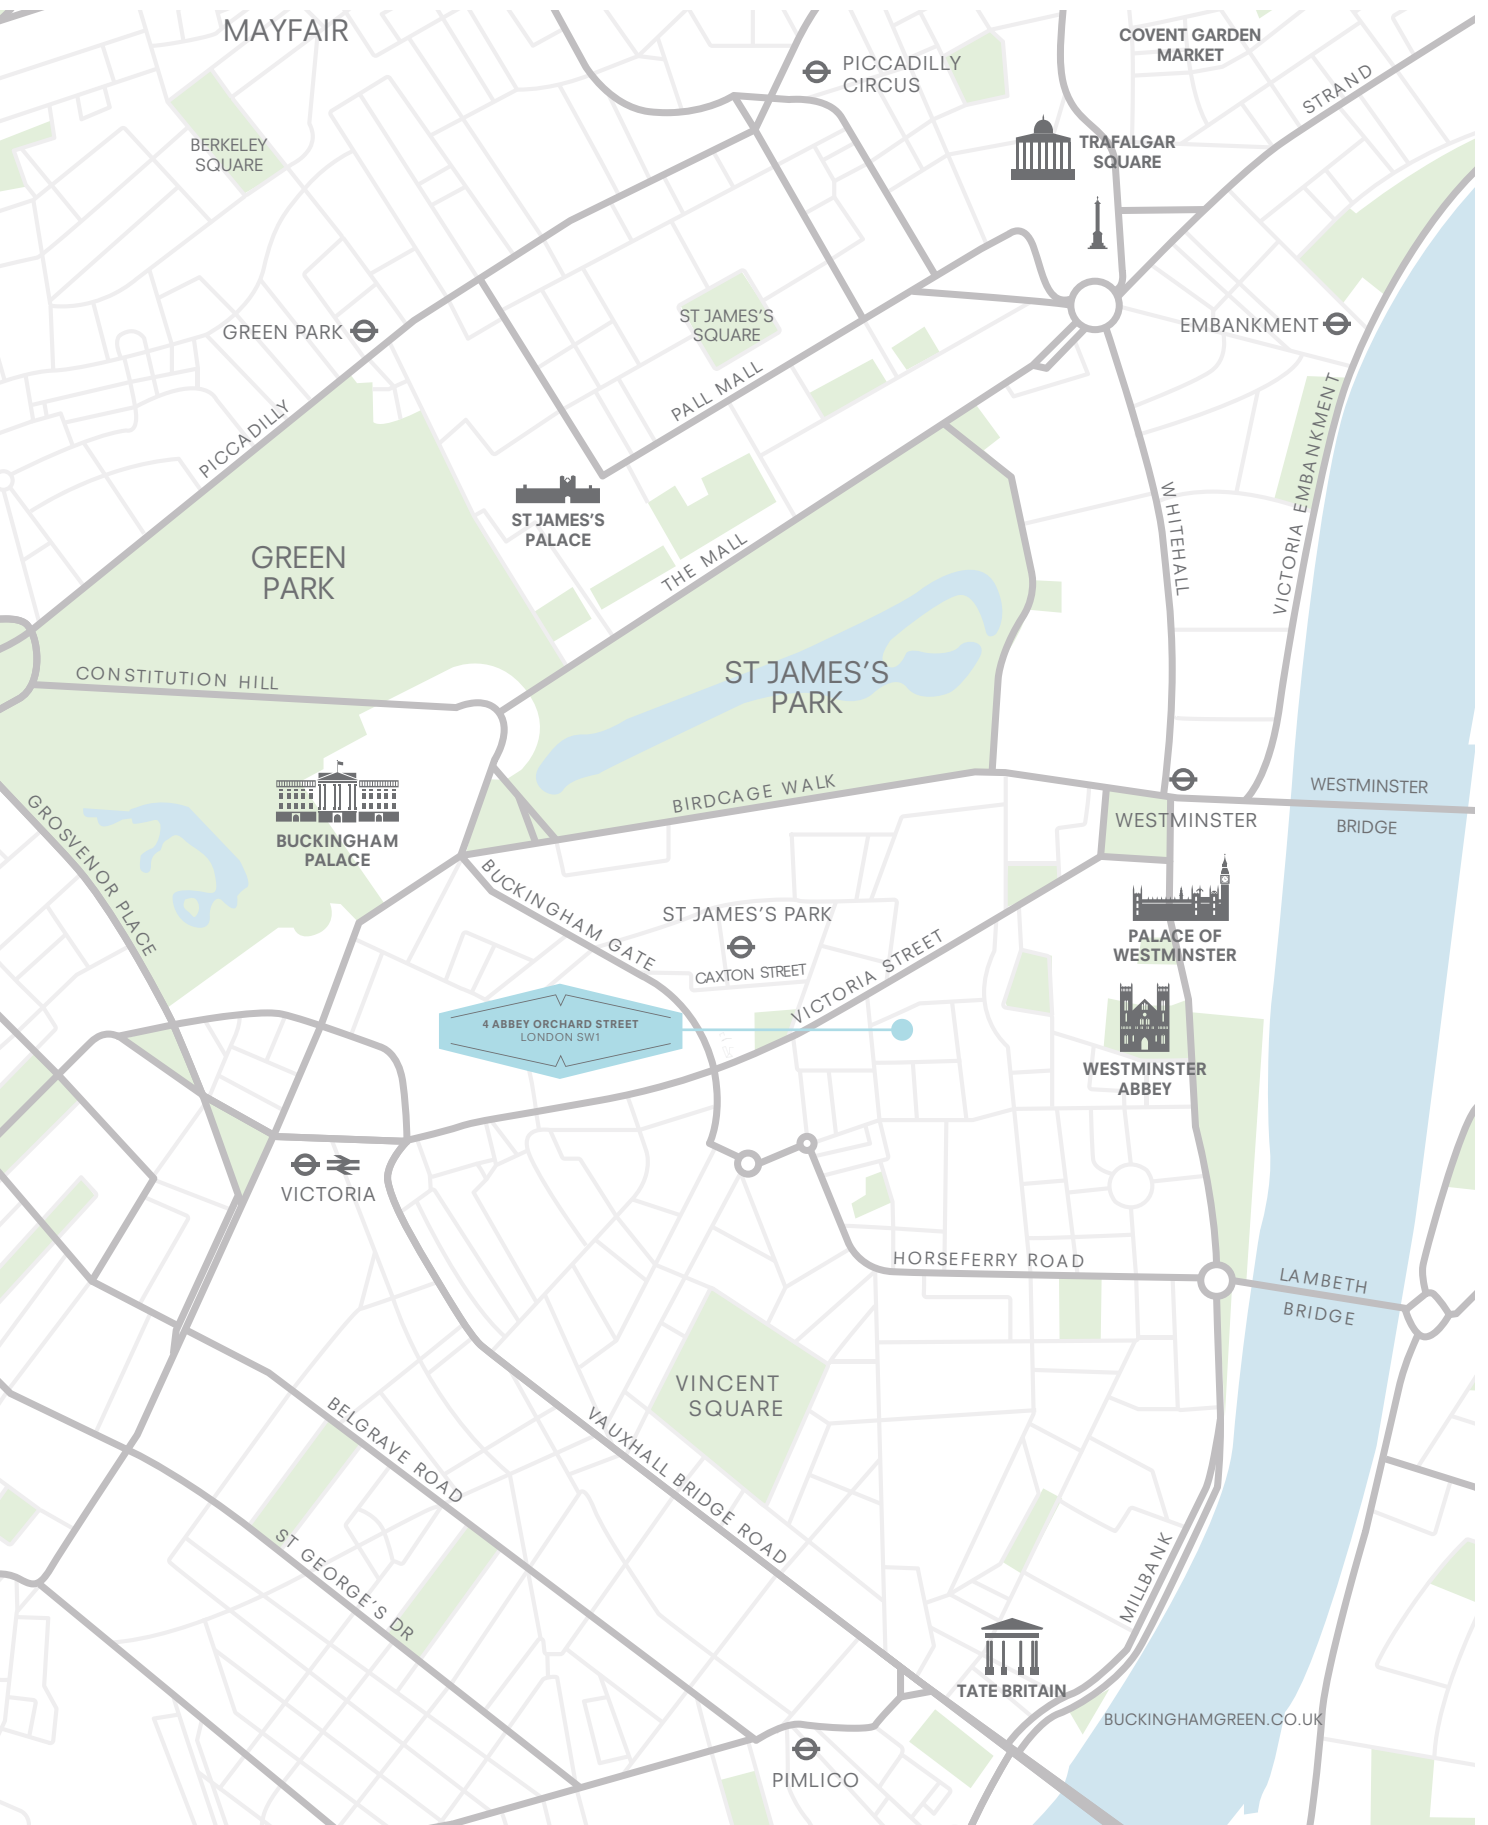 MAYFAIR
COVENT GARDEN
MARKET
PICCADILLY
CIRCUS
STRAND
BERKELEY
SQUARE
TRAFALGAR
SQUARE
GREEN PARK
ST JAMES'S
SQUARE
EMBANKMENT
PALL MALL
PICCADILLY
VICTORIA EMBANKMENT
WHITEHALL
ST JAMES'S
PALACE
THE MALL
GREEN
PARK
CONSTITUTION HILL
ST JAMES'S
PARK
BIRDCAGE WALK
WESTMINSTER
BRIDGE
WESTMINSTER
GROSVENOR PLACE
BUCKINGHAM
PALACE
BUCKINGHAM GATE
ST JAMES'S PARK
CAXTON STREET
VICTORIA STREET
PALACE OF
WESTMINSTER
4 ABBEY ORCHARD STREET
LONDON SW1
WESTMINSTER
ABBEY
VICTORIA
HORSEFERRY ROAD
LAMBETH
BRIDGE
VINCENT
SQUARE
BELGRAVE ROAD
VAUXHALL BRIDGE ROAD
ST GEORGE'S DR
MILLBANK
TATE BRITAIN
BUCKINGHAMGREEN.CO.UK
PIMLICO